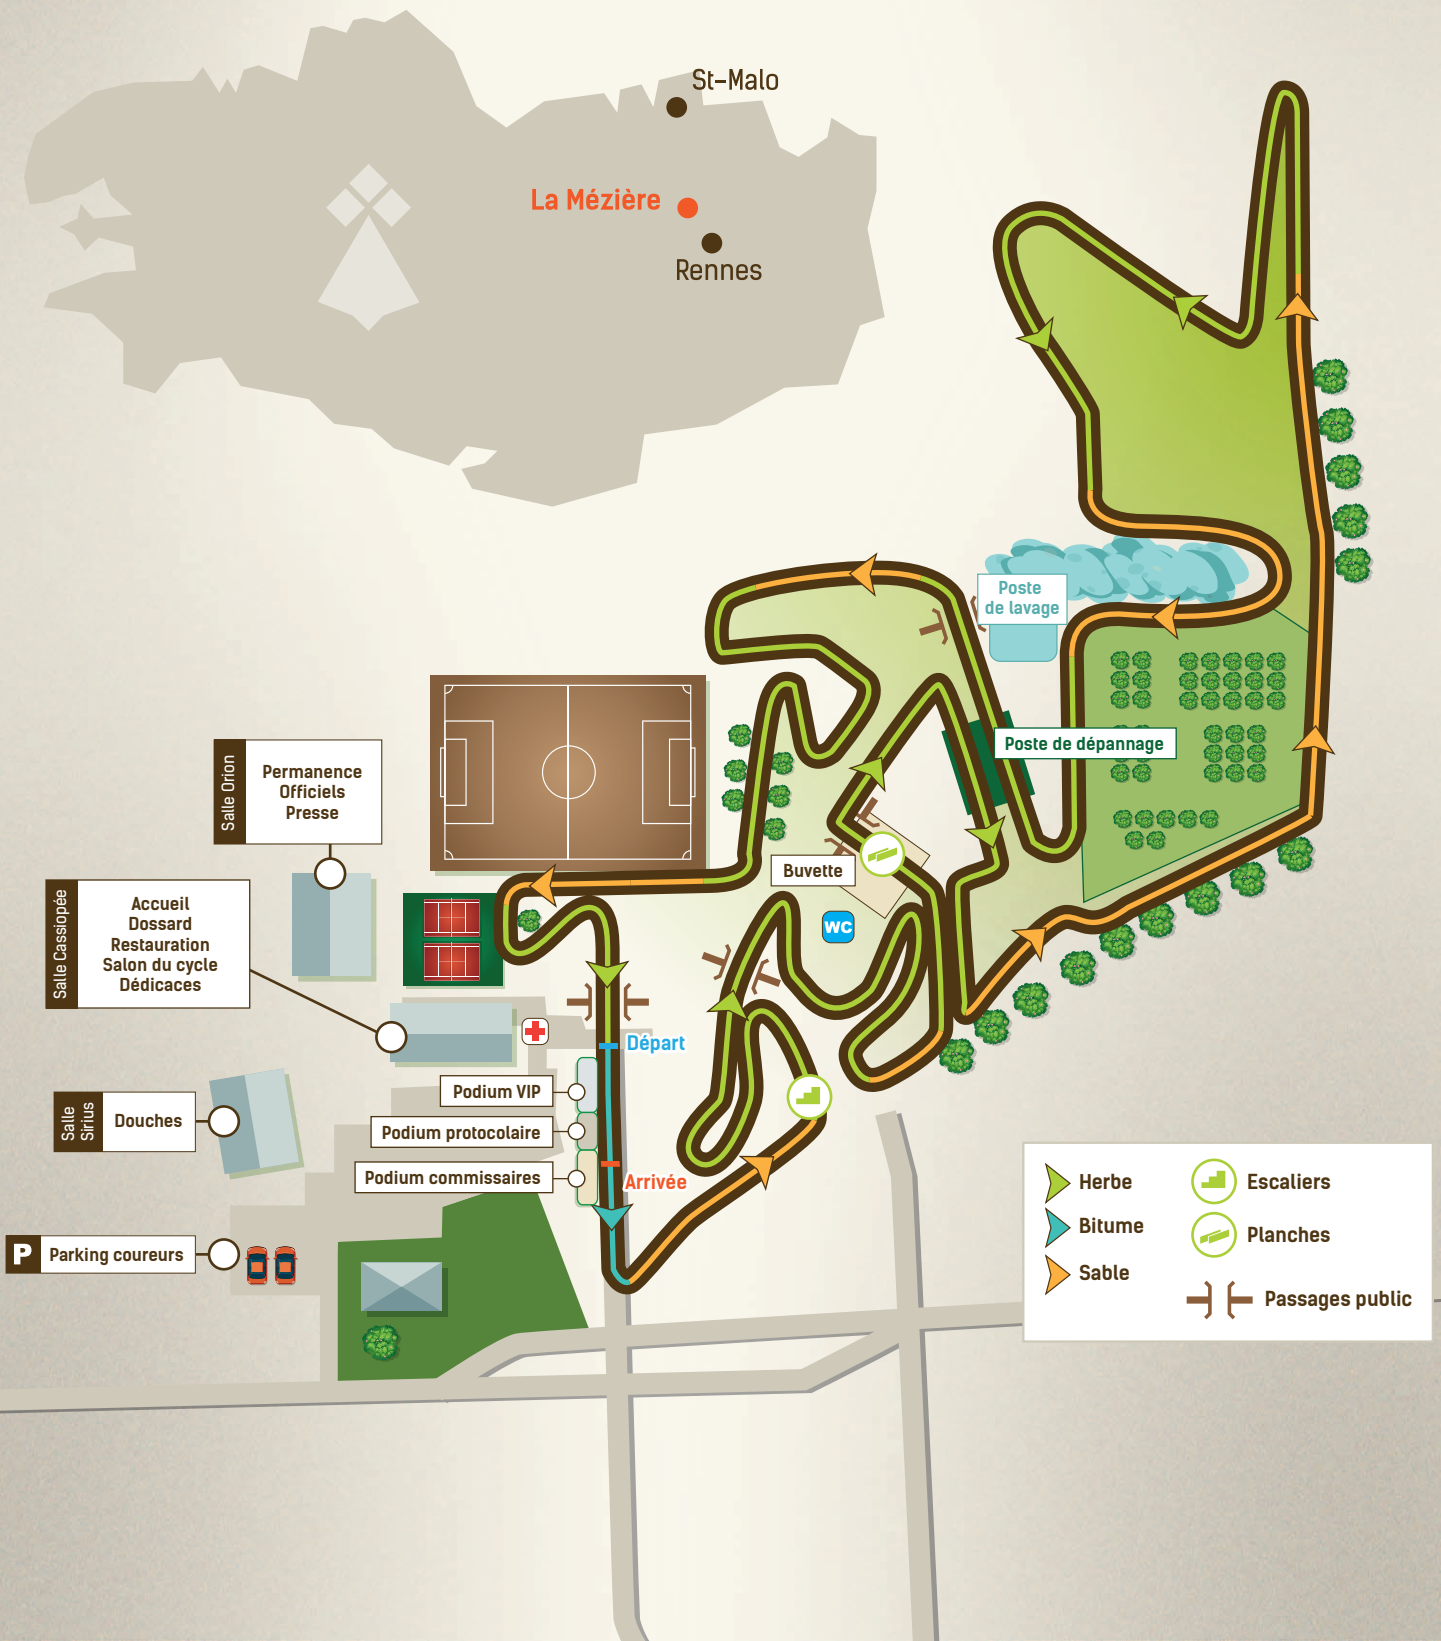 St-Malo
La Mézière
Rennes
Poste
de lavage
Poste de dépannage
Salle Orion
Permanence
Officiels
Presse
Buvette
WC
Salle Cassiopée
Accueil
Dossard
Restauration
Salon du cycle
Dédicaces
Départ
Podium VIP
Salle
Sirius
Douches
Podium protocolaire
Podium commissaires
Arrivée
P
Parking coureurs
Herbe
Bitume
Sable
Escaliers
Planches
Passages public